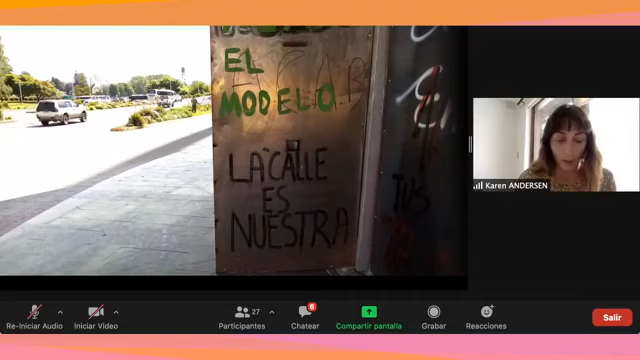 EL
MODELO
LA CALLE
ES
NUESTRA
TUS
Karen ANDERSEN
Re-Iniciar Audio
Iniciar Video
27
Participantes
6
Chatear
Compartir pantalla
Grabar
Reacciones
Salir